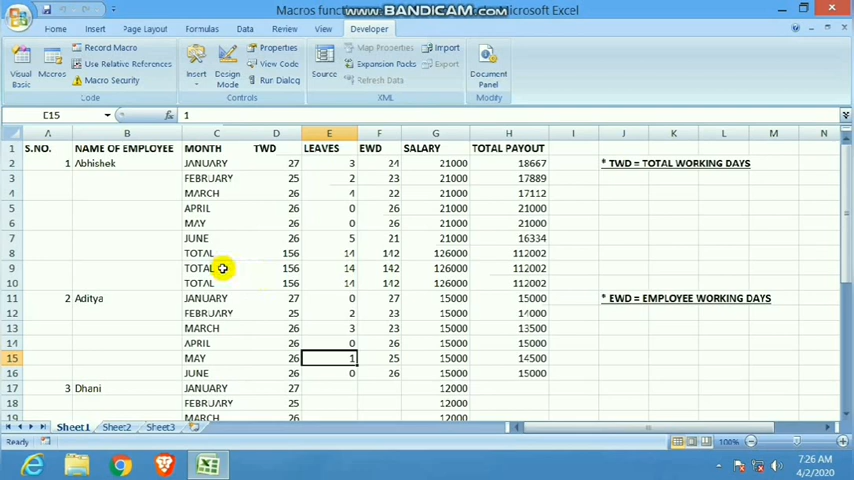 Macros func
www.BANDICAM.com
Microsoft Excel
Home Insert Page Layout Formulas Data Review View Developer
Visual Basic
Macros
Record Macro
Use Relative References
Macro Security
Code
Insert
Design Mode
Properties
View Code
Run Dialog
Controls
Source
Map Properties
Expansion Packs
Refresh Data
Import
Export
XML
Document Panel
Modify
E15 fx 1
A B C D E F G H I J K L M N
1 S.NO. NAME OF EMPLOYEE MONTH TWD LEAVES EWD SALARY TOTAL PAYOUT
2 1 Abhishek JANUARY 27 3 24 21000 18667 * TWD = TOTAL WORKING DAYS
3 FEBRUARY 25 2 23 21000 17889
4 MARCH 26 4 22 21000 17112
5 APRIL 26 0 26 21000 21000
6 MAY 26 0 26 21000 21000
7 JUNE 26 5 21 21000 16334
8 TOTAL 156 14 142 126000 112002
9 TOTAL 156 14 142 126000 112002
10 TOTAL 156 14 142 126000 112002
11 2 Aditya JANUARY 27 0 27 15000 15000 * EWD = EMPLOYEE WORKING DAYS
12 FEBRUARY 25 2 23 15000 14000
13 MARCH 26 3 23 15000 13500
14 APRIL 26 0 26 15000 15000
15 MAY 26 1 25 15000 14500
16 JUNE 26 0 26 15000 15000
17 3 Dhani JANUARY 27 12000
18 FEBRUARY 25 12000
19 MARCH 26 12000
Sheet1 Sheet2 Sheet3
Ready 100%
7:26 AM
4/2/2020